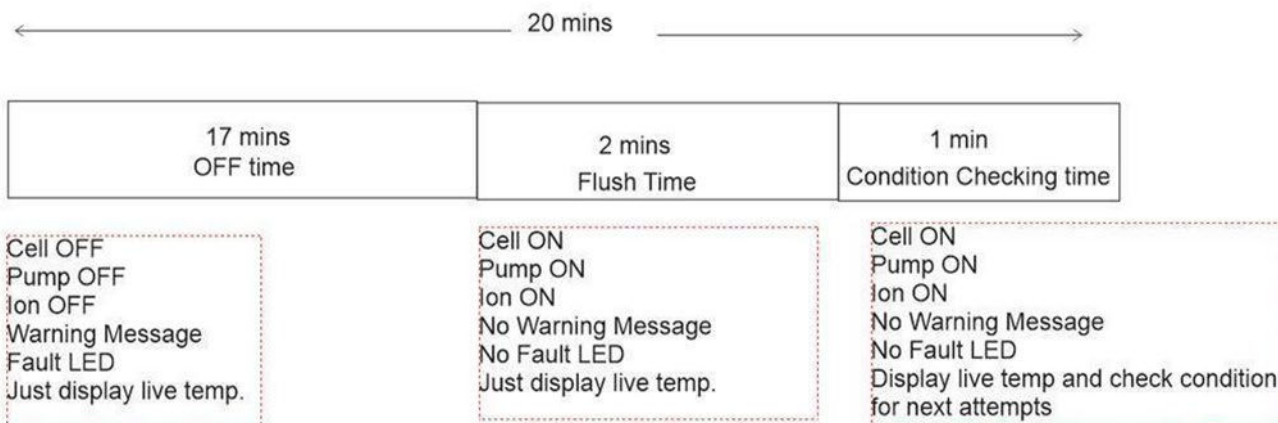 20 mins
17 mins
OFF time
2 mins
Flush Time
1 min
Condition Checking time
Cell OFF
Pump OFF
Ion OFF
Warning Message
Fault LED
Just display live temp.
Cell ON
Pump ON
Ion ON
No Warning Message
No Fault LED
Just display live temp.
Cell ON
Pump ON
Ion ON
No Warning Message
No Fault LED
Display live temp and check condition
for next attempts